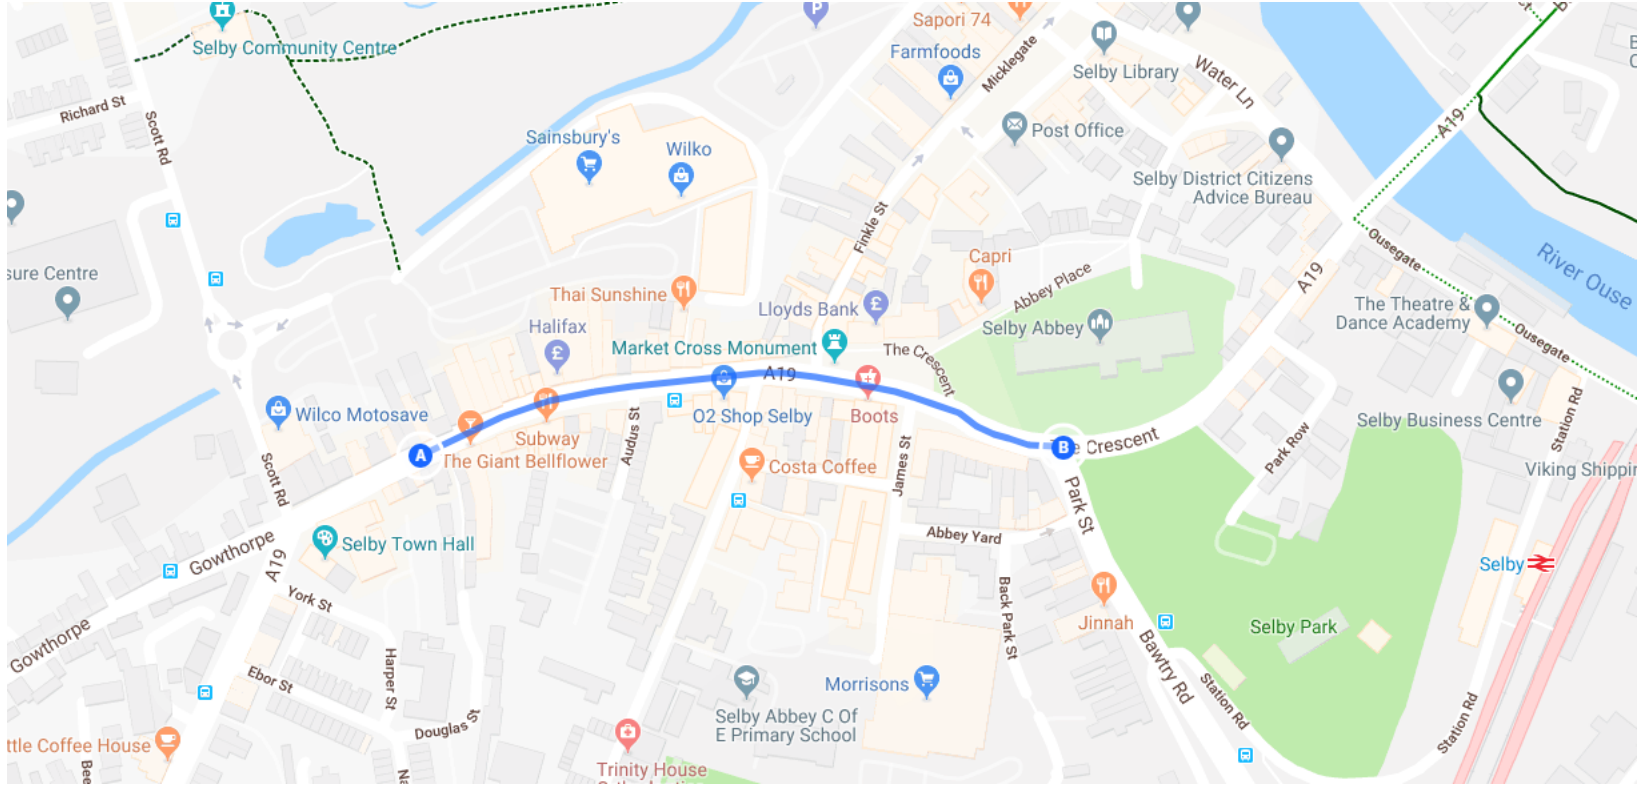 Sapori 74
Selby Community Centre
Farmfoods
Micklegate
Selby Library
Water Ln
Richard St
Scott Rd
Sainsbury's
Wilko
Post Office
A19
Selby District Citizens
Advice Bureau
Finkle St
Ousegate
River Ouse
sure Centre
Capri
Abbey Place
A19
Thai Sunshine
Lloyds Bank
The Theatre &
Dance Academy
Halifax
Selby Abbey
Ousegate
Market Cross Monument
The Crescent
A19
Selby Business Centre
Station Rd
Wilco Motosave
O2 Shop Selby
Boots
Subway
Audus St
A
The Giant Bellflower
B
The Crescent
Park Row
Scott Rd
Costa Coffee
James St
Viking Shippin
Park St
Abbey Yard
Selby Town Hall
Gowthorpe
A19
Selby
York St
Back Park St
Jinnah
Selby Park
Gowthorpe
Harper St
Bawtry Rd
Ebor St
Morrisons
Station Rd
Selby Abbey C Of
E Primary School
Douglas St
Station Rd
ttle Coffee House
Bee
Na
Trinity House